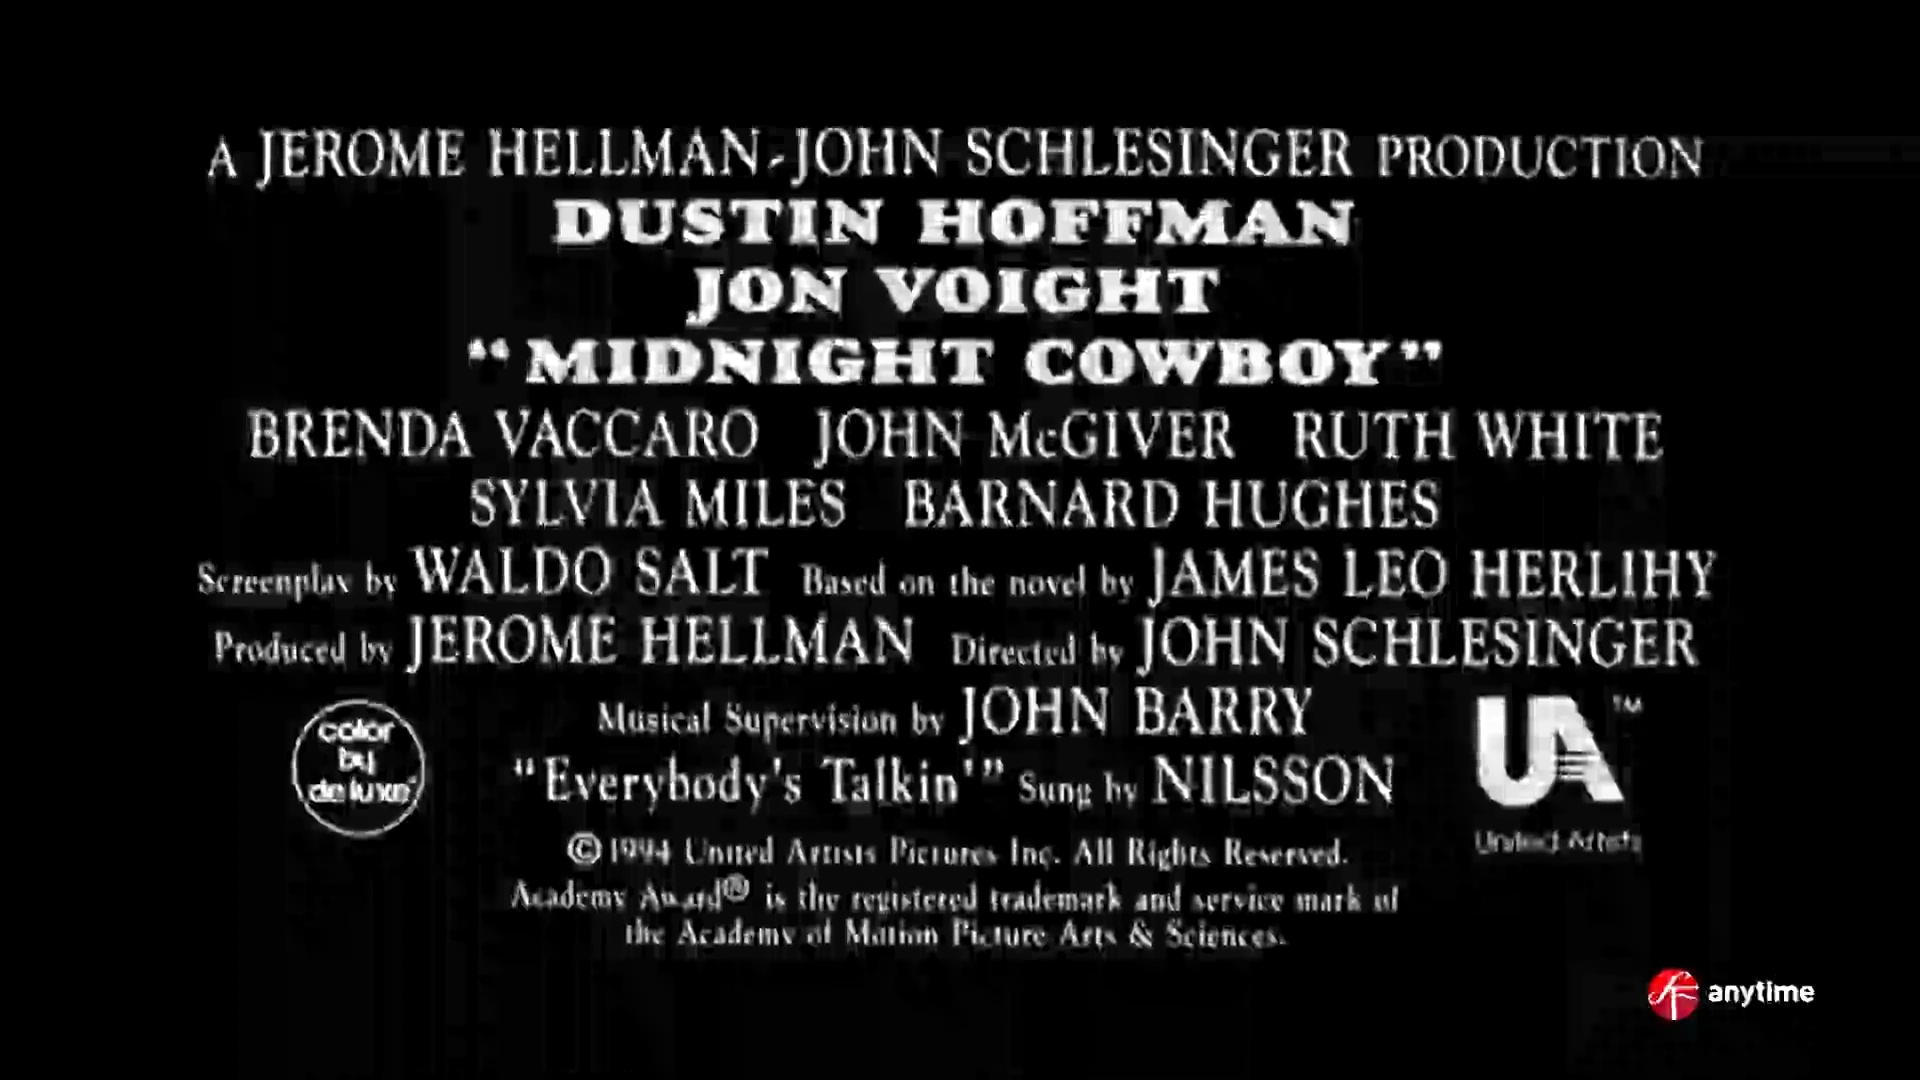 A JEROME HELLMAN-JOHN SCHLESINGER PRODUCTION
DUSTIN HOFFMAN
JON VOIGHT
“MIDNIGHT COWBOY”
BRENDA VACCARO JOHN McGIVER RUTH WHITE
SYLVIA MILES BARNARD HUGHES
Screenplay by WALDO SALT Based on the novel by JAMES LEO HERLIHY
Produced by JEROME HELLMAN Directed by JOHN SCHLESINGER
Musical Supervision by JOHN BARRY
“Everybody's Talkin'” Sung by NILSSON
color
by
deluxe®
UA™
United Artists
©1994 United Artists Pictures Inc. All Rights Reserved.
Academy Award® is the registered trademark and service mark of
the Academy of Motion Picture Arts & Sciences.
SF anytime